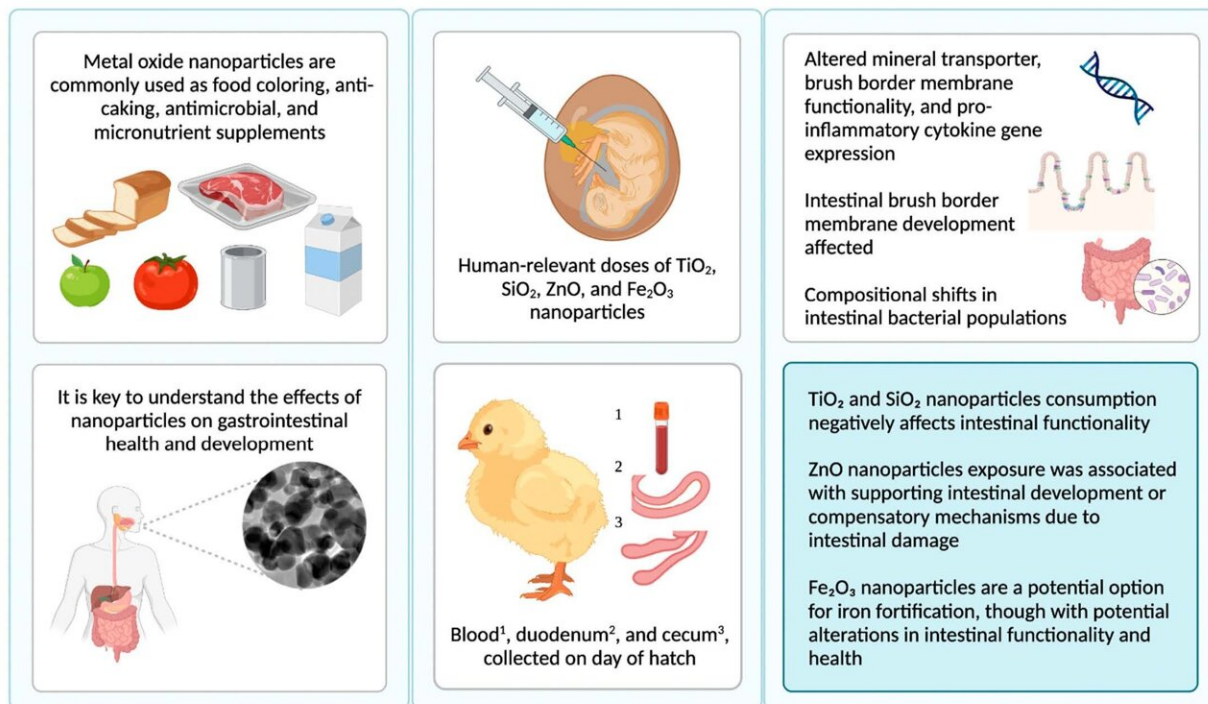 Metal oxide nanoparticles are
commonly used as food coloring, anti-
caking, antimicrobial, and
micronutrient supplements
It is key to understand the effects of
nanoparticles on gastrointestinal
health and development
Human-relevant doses of TiO₂,
SiO₂, ZnO, and Fe₂O₃
nanoparticles
1
2
3
Blood¹, duodenum², and cecum³,
collected on day of hatch
Altered mineral transporter,
brush border membrane
functionality, and pro-
inflammatory cytokine gene
expression
Intestinal brush border
membrane development
affected
Compositional shifts in
intestinal bacterial populations
TiO₂ and SiO₂ nanoparticles consumption
negatively affects intestinal functionality
ZnO nanoparticles exposure was associated
with supporting intestinal development or
compensatory mechanisms due to
intestinal damage
Fe₂O₃ nanoparticles are a potential option
for iron fortification, though with potential
alterations in intestinal functionality and
health